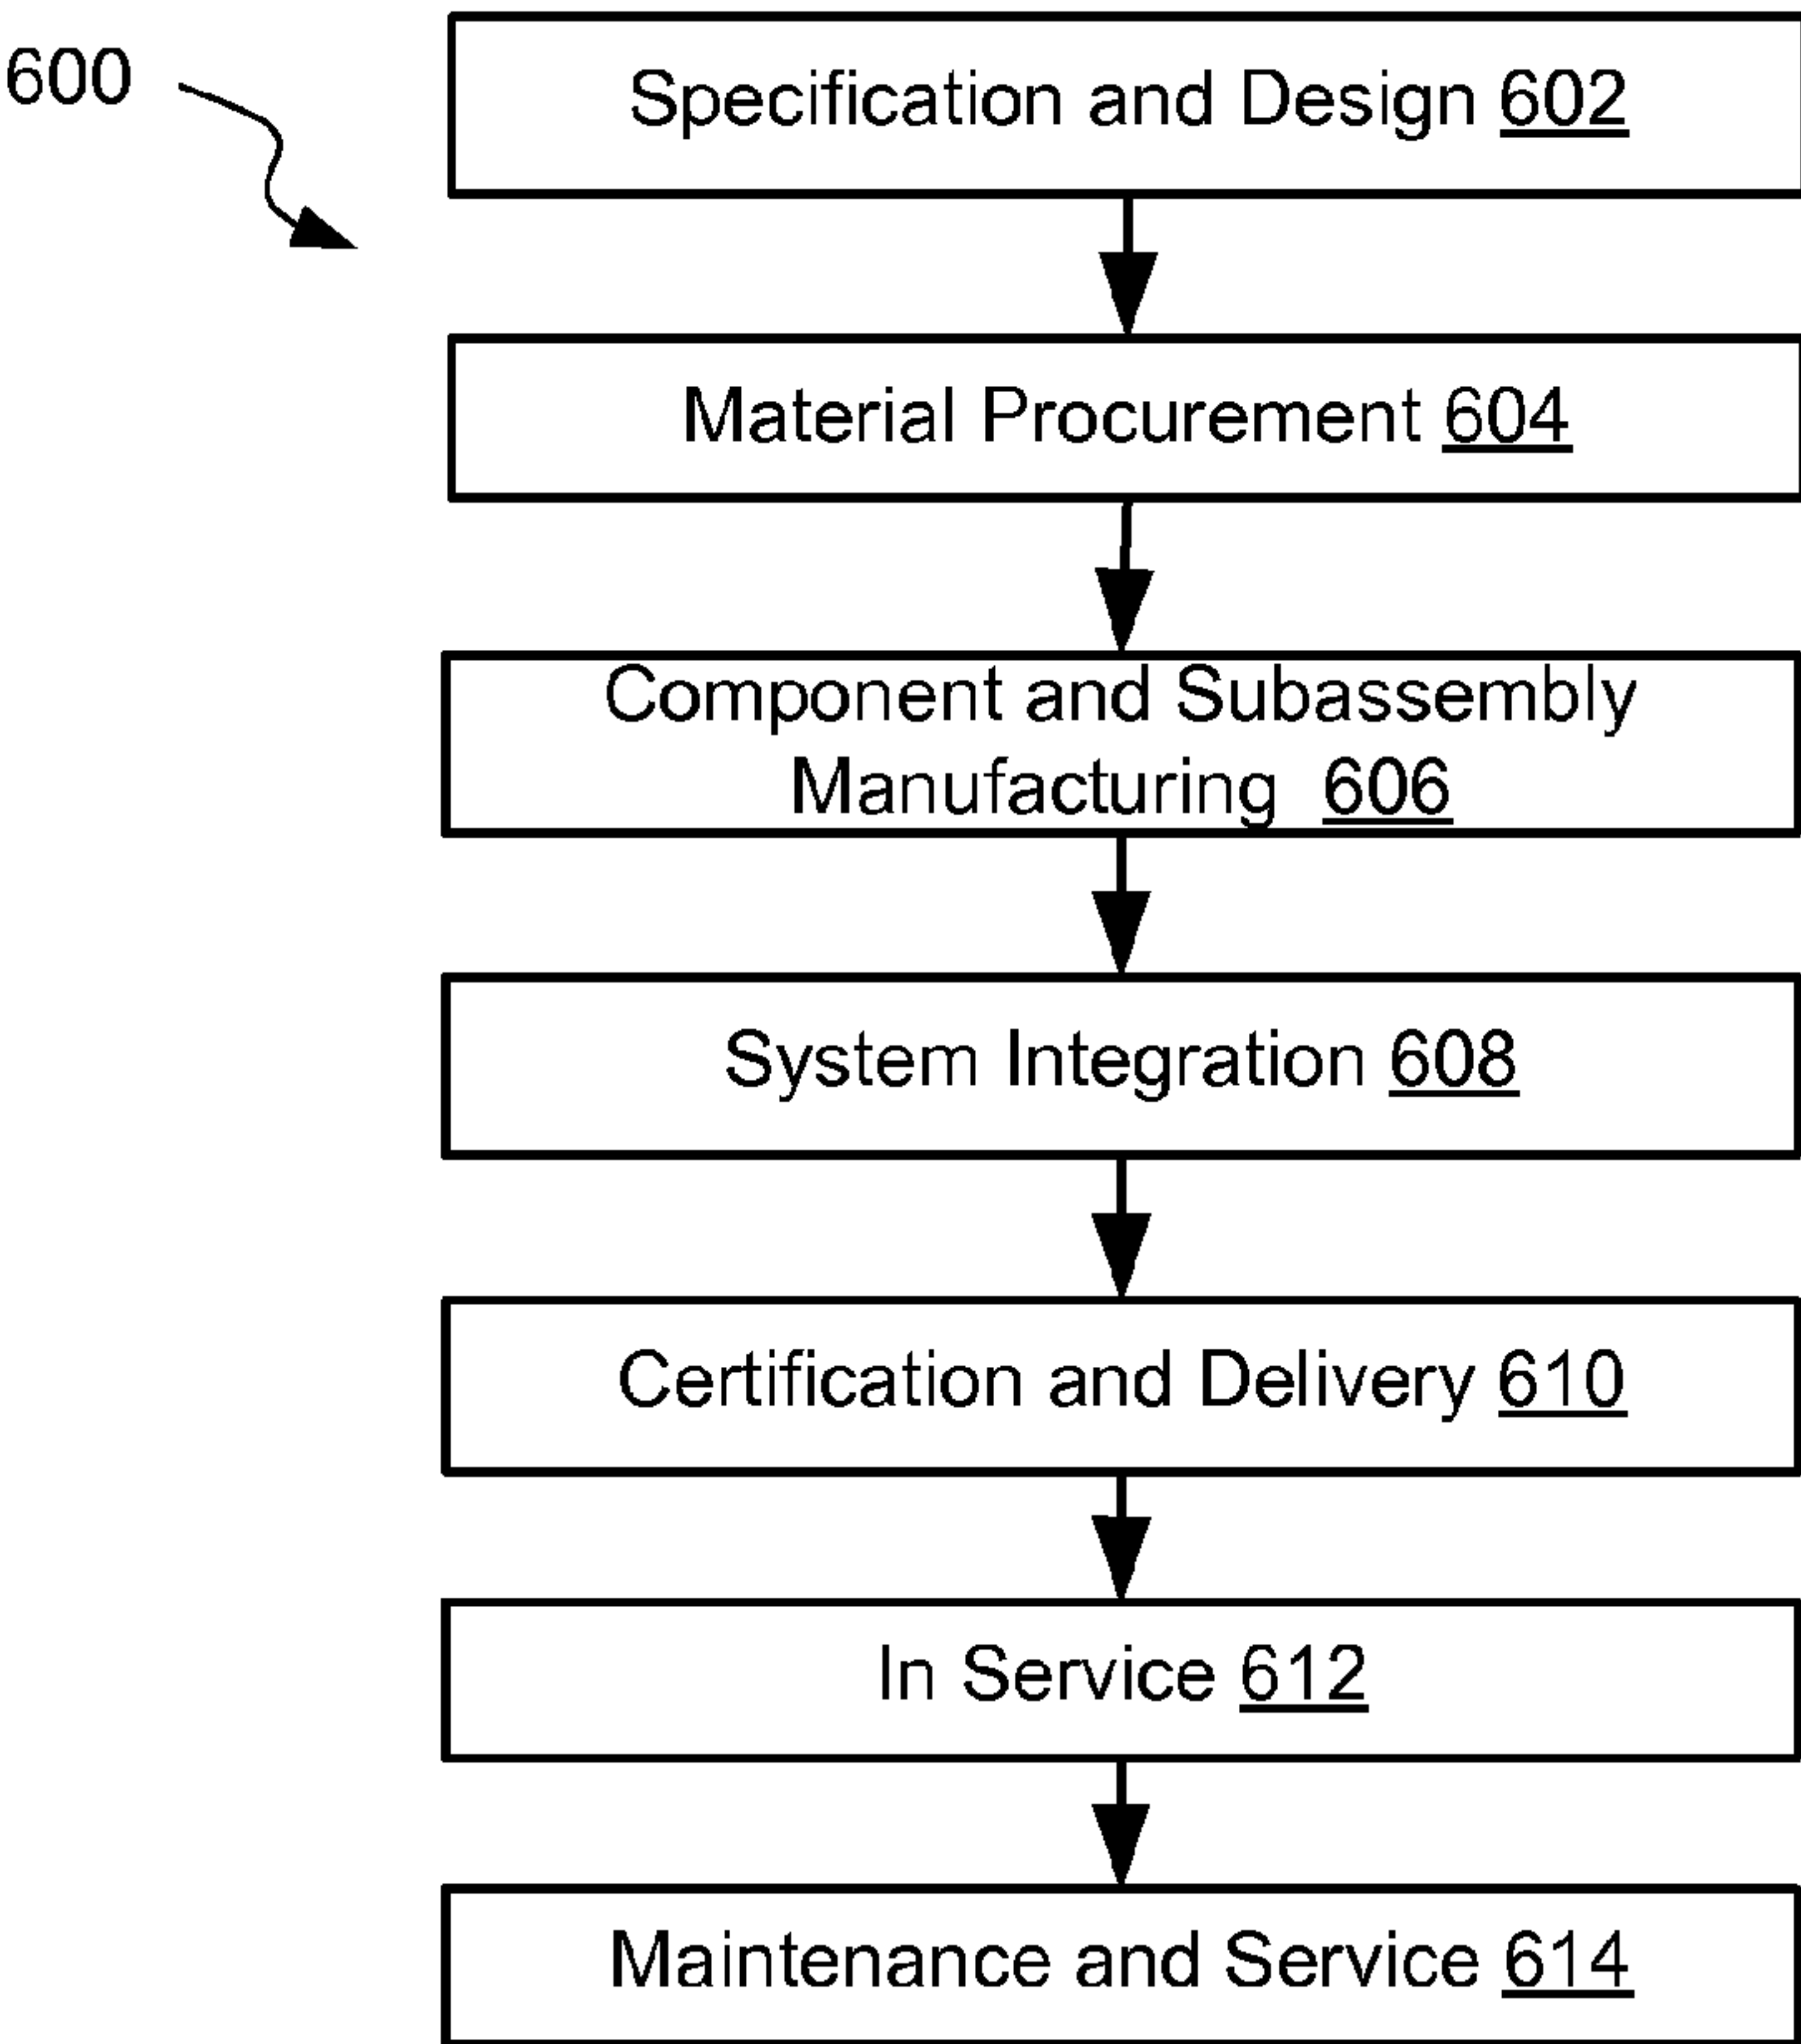 600
Specification and Design 602
Material Procurement 604
Component and Subassembly
Manufacturing 606
System Integration 608
Certification and Delivery 610
In Service 612
Maintenance and Service 614